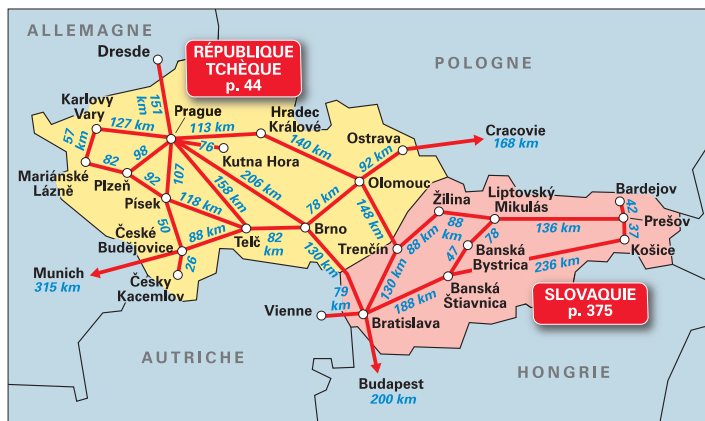 ALLEMAGNE
Dresde
RÉPUBLIQUE
TCHÈQUE
p. 44
POLOGNE
151
km
Karlovy
Vary
127 km
Prague
113 km
Hradec
Králové
57
km
76
Kutna Hora
140 km
Ostrava
92 km
Cracovie
168 km
Mariánské
Lázně
82
Plzeň
98
92
107
158 km
206 km
Olomouc
78 km
Písek
118 km
148 km
Žilina
Liptovský
Mikuláš
Bardejov
42
Prešov
50
České
Budějovice
88 km
Telč
82
km
Brno
Trenčín
88 km
88
km
78
136 km
37
Košice
Munich
315 km
26
Česky
Kacemlov
130 km
130 km
47
Banská
Bystrica
236 km
Vienne
79
km
Bratislava
188 km
Banská
Štiavnica
SLOVAQUIE
p. 375
AUTRICHE
Budapest
200 km
HONGRIE